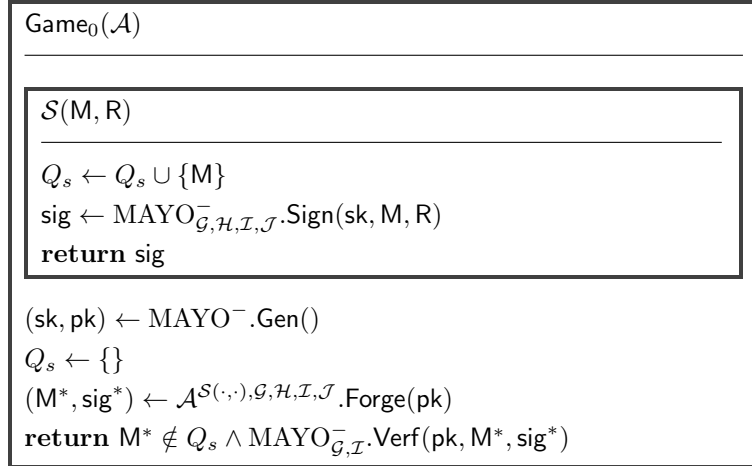 Game₀(𝒜)
𝒮(M, R)
Q_s ← Q_s ∪ {M}
sig ← MAYO⁻_{𝒢,ℋ,ℐ,𝒥}.Sign(sk, M, R)
return sig
(sk, pk) ← MAYO⁻.Gen()
Q_s ← {}
(M*, sig*) ← 𝒜^{𝒮(·,·),𝒢,ℋ,ℐ,𝒥}.Forge(pk)
return M* ∉ Q_s ∧ MAYO⁻_{𝒢,ℐ}.Verf(pk, M*, sig*)